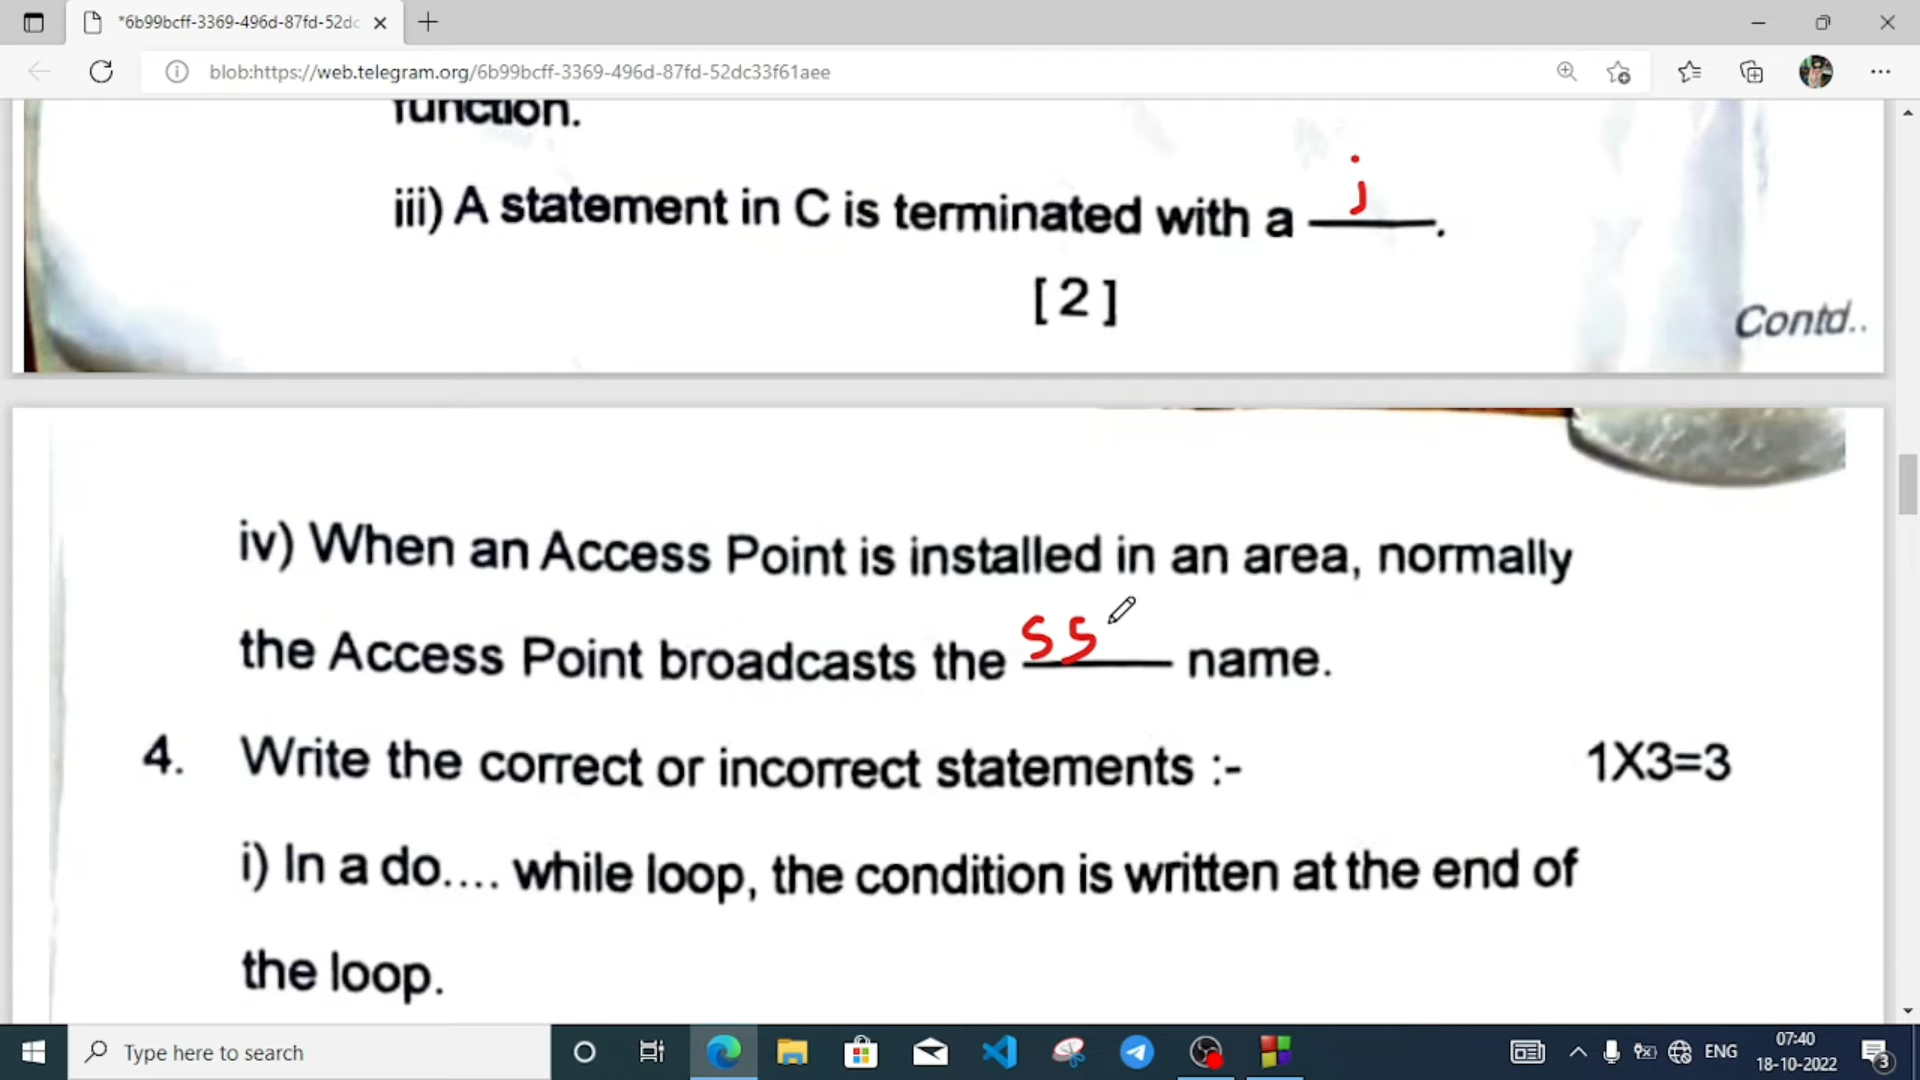 *6b99bcff-3369-496d-87fd-52dc
blob:https://web.telegram.org/6b99bcff-3369-496d-87fd-52dc33f61aee
function.
iii) A statement in C is terminated with a ; .
[ 2 ]
Contd..
iv) When an Access Point is installed in an area, normally
the Access Point broadcasts the SS name.
4. Write the correct or incorrect statements :- 1X3=3
i) In a do.... while loop, the condition is written at the end of
the loop.
Type here to search
ENG
07:40
18-10-2022
3